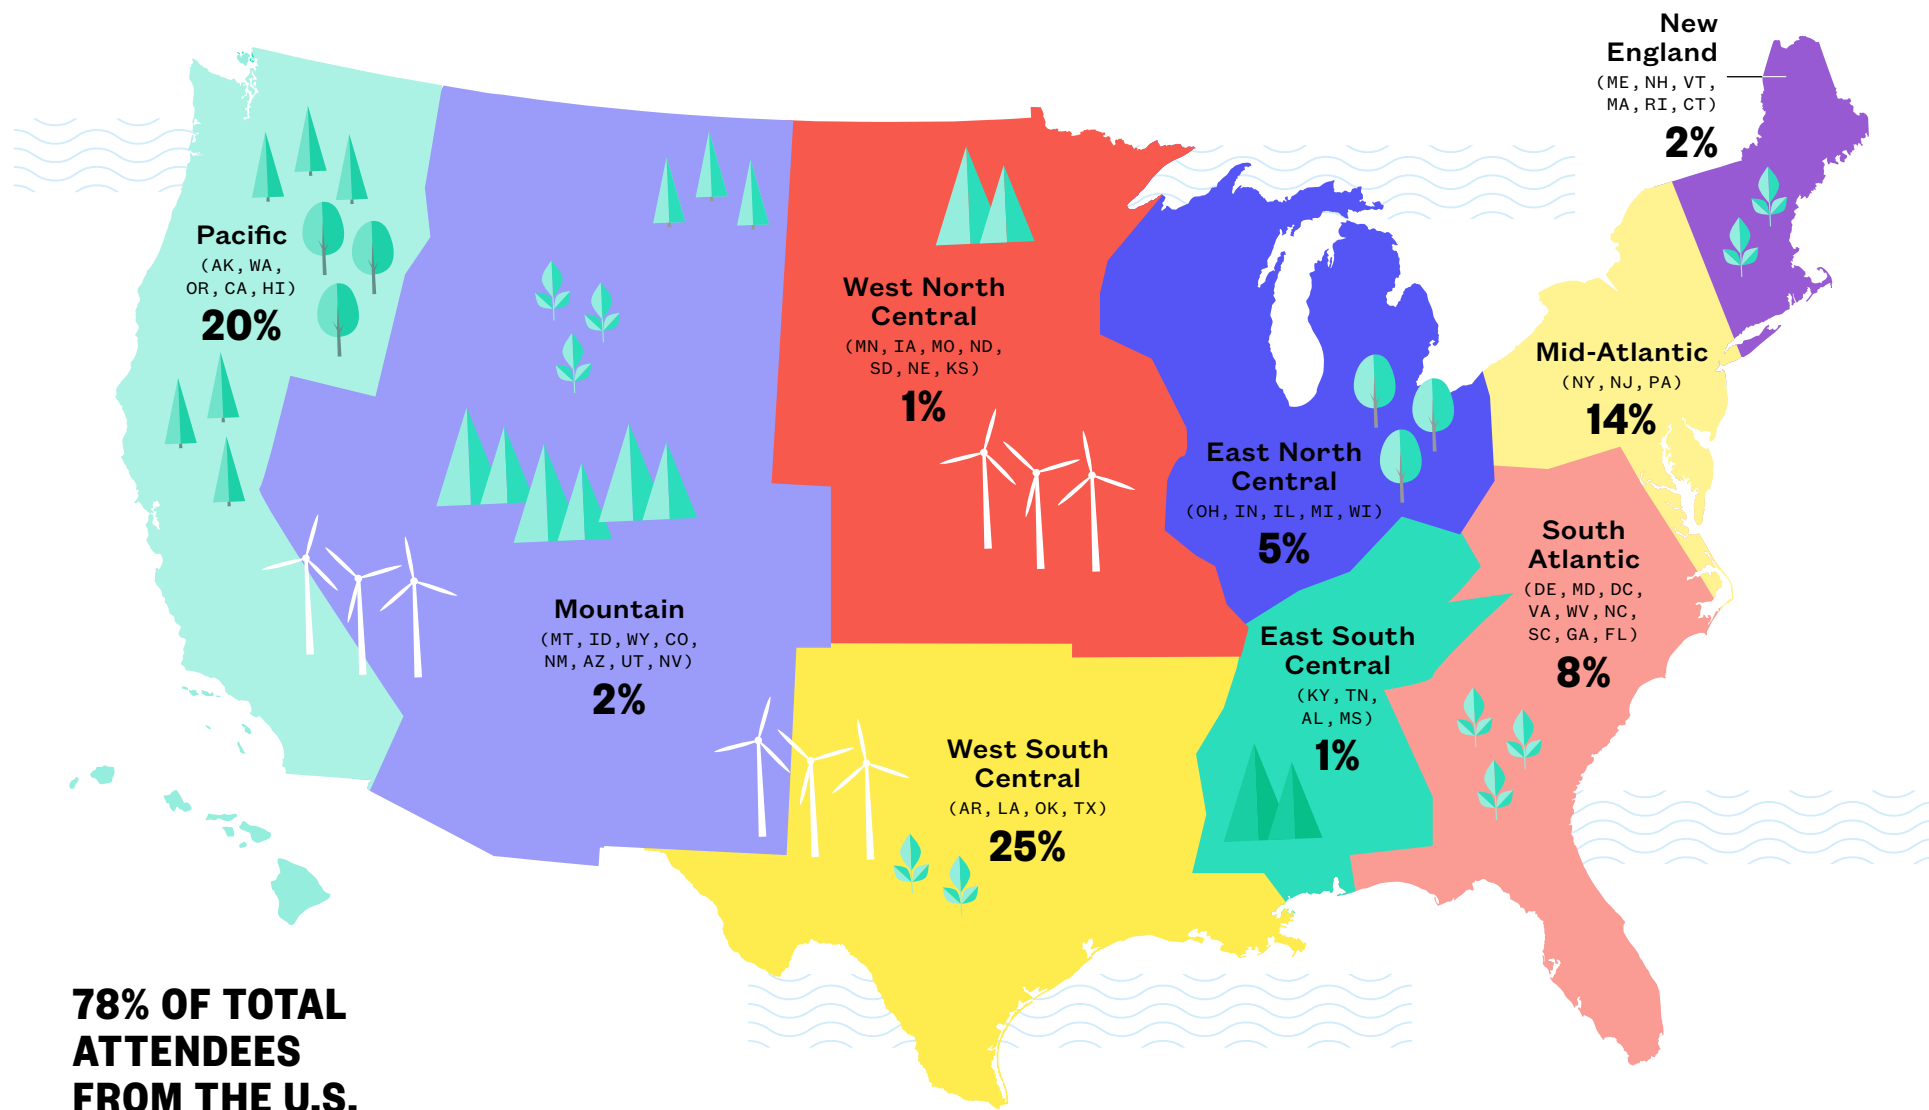 New
England
(ME, NH, VT,
MA, RI, CT)
2%
Pacific
(AK, WA,
OR, CA, HI)
20%
West North
Central
(MN, IA, MO, ND,
SD, NE, KS)
1%
Mid-Atlantic
(NY, NJ, PA)
14%
East North
Central
(OH, IN, IL, MI, WI)
5%
South
Atlantic
(DE, MD, DC,
VA, WV, NC,
SC, GA, FL)
8%
Mountain
(MT, ID, WY, CO,
NM, AZ, UT, NV)
2%
East South
Central
(KY, TN,
AL, MS)
1%
West South
Central
(AR, LA, OK, TX)
25%
78% OF TOTAL
ATTENDEES
FROM THE U.S.